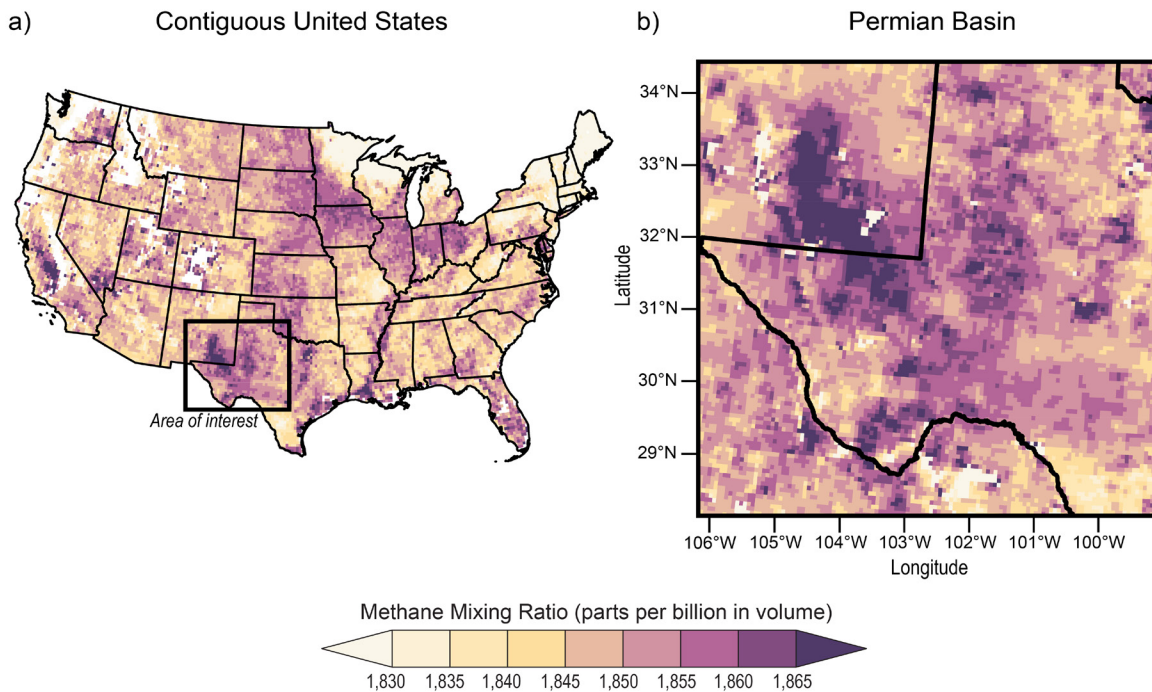 a) Contiguous United States
b) Permian Basin
Area of interest
34°N
33°N
32°N
31°N
30°N
29°N
Latitude
106°W 105°W 104°W 103°W 102°W 101°W 100°W
Longitude
Methane Mixing Ratio (parts per billion in volume)
1,830 1,835 1,840 1,845 1,850 1,855 1,860 1,865